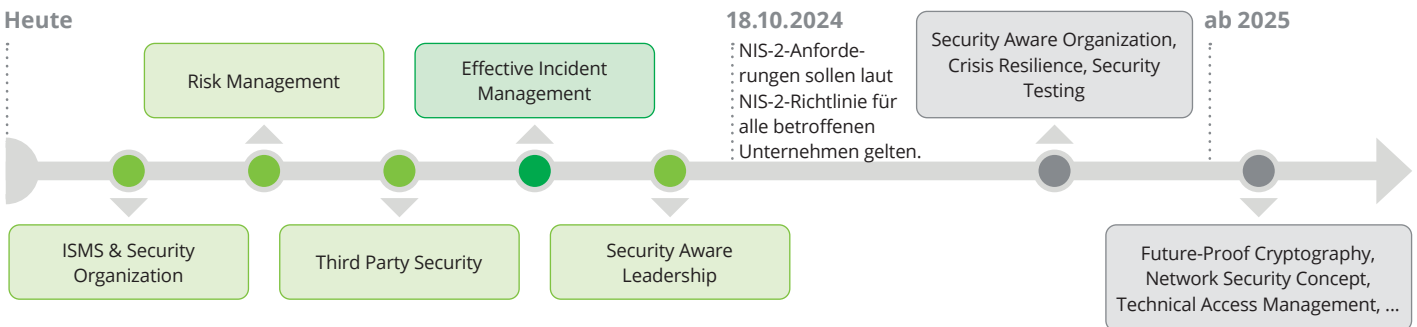 Heute
18.10.2024
ab 2025
Risk Management
Effective Incident
Management
NIS-2-Anforde-
rungen sollen laut
NIS-2-Richtlinie für
alle betroffenen
Unternehmen gelten.
Security Aware Organization,
Crisis Resilience, Security
Testing
ISMS & Security
Organization
Third Party Security
Security Aware
Leadership
Future-Proof Cryptography,
Network Security Concept,
Technical Access Management, ...